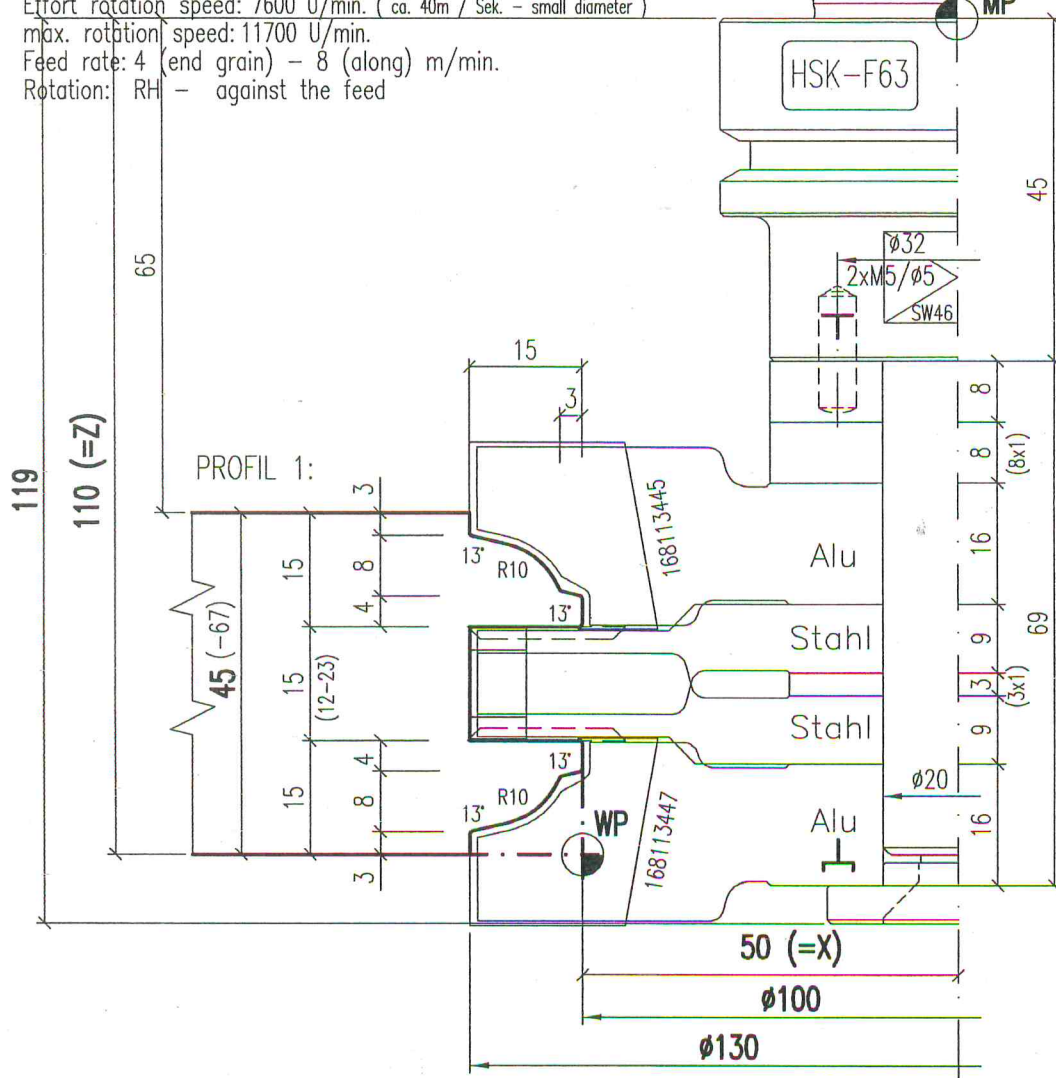 Effort rotation speed: 7600 U/min. ( ca. 40m / Sek. - small diameter )
max. rotation speed: 11700 U/min.
Feed rate: 4 (end grain) - 8 (along) m/min.
Rotation: RH - against the feed
MP
HSK-F63
45
65
ø32
2xM5/ø5
SW46
15
3
8
8
(8x1)
119
110 (=Z)
PROFIL 1:
3
168113445
16
Alu
15
8
13°
R10
4
13°
45 (-67)
15
(12-23)
Stahl
9
69
3
(3x1)
Stahl
9
4
13°
15
8
13°
R10
WP
ø20
3
168113447
Alu
16
50 (=X)
ø100
ø130